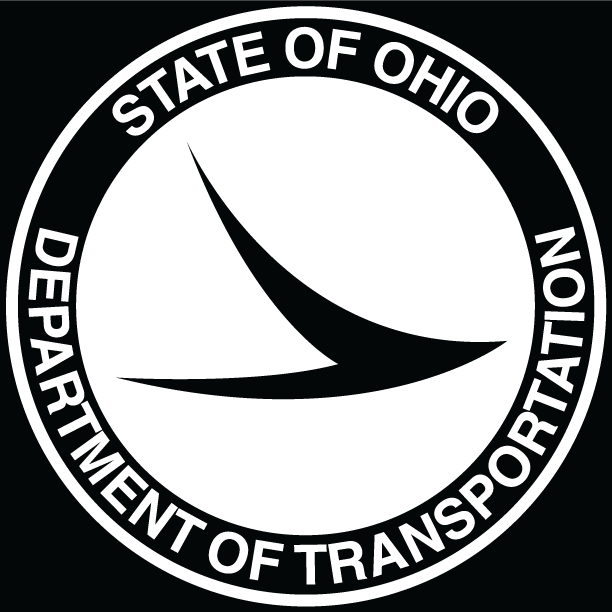 STATE OF OHIO
DEPARTMENT OF TRANSPORTATION